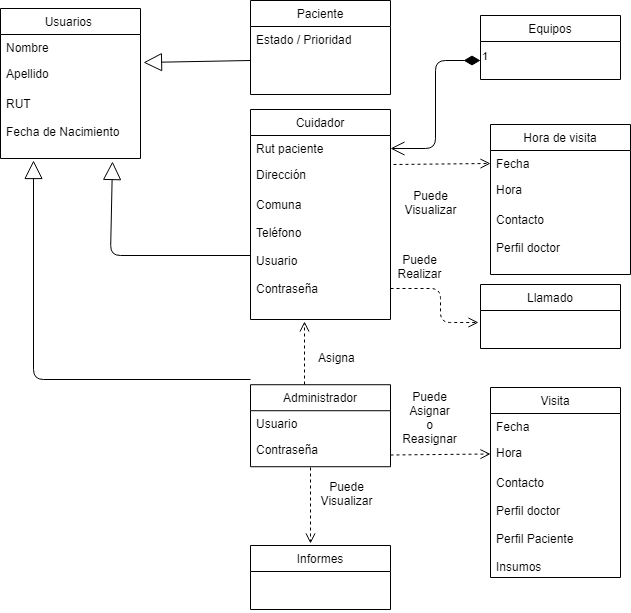 Usuarios
Nombre
Apellido
RUT
Fecha de Nacimiento
Paciente
Estado / Prioridad
Equipos
1
Cuidador
Rut paciente
Dirección
Comuna
Teléfono
Usuario
Contraseña
Puede
Visualizar
Hora de visita
Fecha
Hora
Contacto
Perfil doctor
Puede
Realizar
Llamado
Asigna
Administrador
Usuario
Contraseña
Puede
Asignar
o
Reasignar
Visita
Fecha
Hora
Contacto
Perfil doctor
Perfil Paciente
Insumos
Puede
Visualizar
Informes